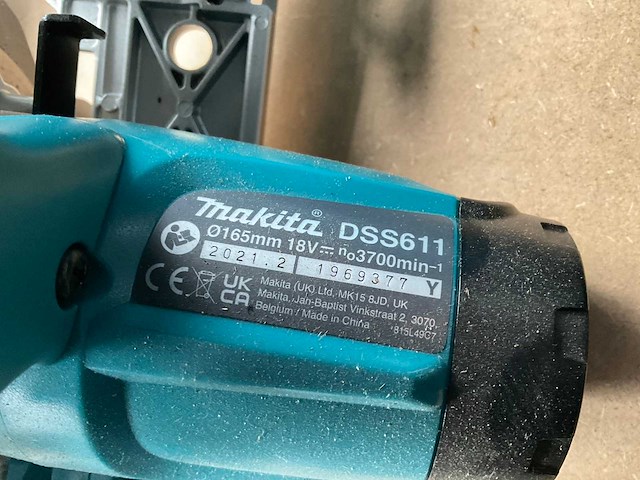 makita® DSS611
Ø165mm 18V⎓ n₀3700min⁻¹
2021.2 1969377 Y
CE UK CA Makita (UK) Ltd. MK15 8JD, UK
Makita, Jan-Baptist Vinkstraat 2, 3070,
Belgium / Made in China 815L49C7